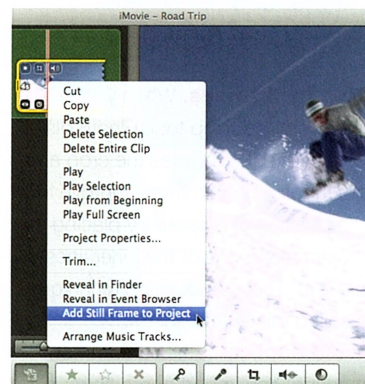 iMovie – Road Trip
Cut
Copy
Paste
Delete Selection
Delete Entire Clip
Play
Play Selection
Play from Beginning
Play Full Screen
Project Properties...
Trim...
Reveal in Finder
Reveal in Event Browser
Add Still Frame to Project
Arrange Music Tracks...